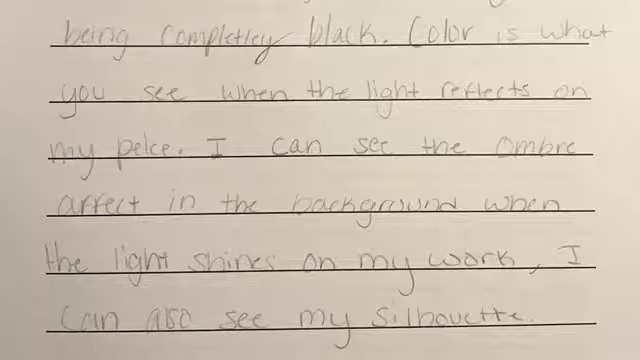 being completley black. Color is what
you see when the light reflects on
my peice. I can see the ombre
affect in the background when
the light shines on my work, I
can also see my silhouette.